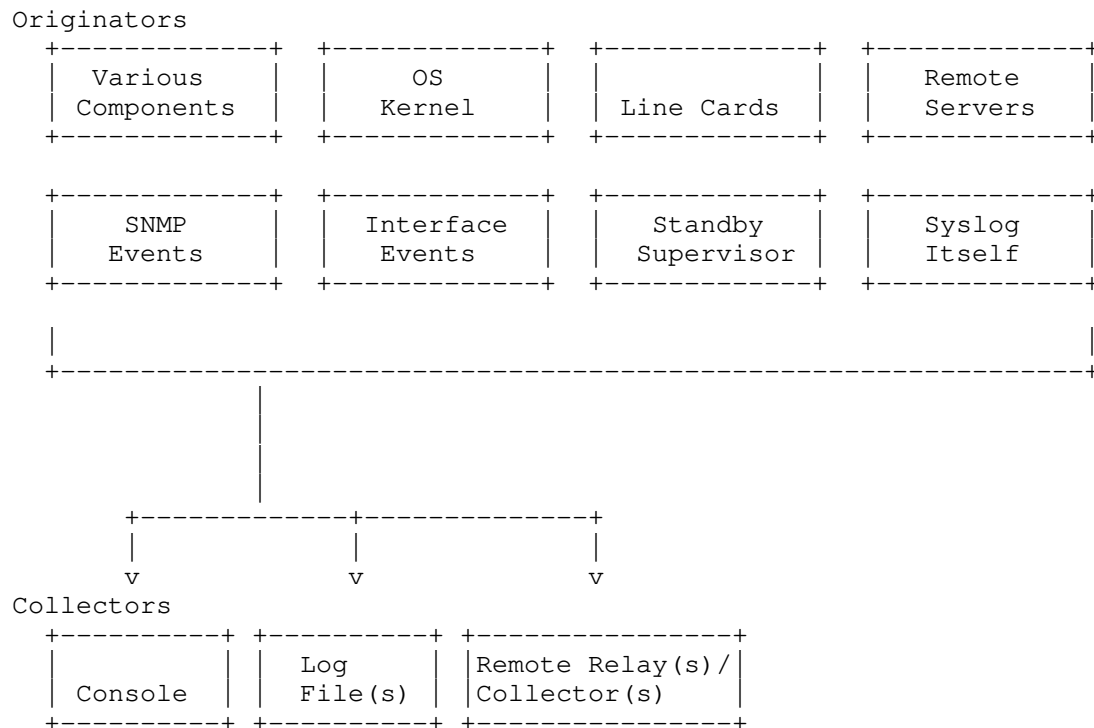 Originators
Various OS Remote
Components Kernel Line Cards Servers
SNMP Interface Standby Syslog
Events Events Supervisor Itself
v v v
Collectors
Log Remote Relay(s)/
Console File(s) Collector(s)